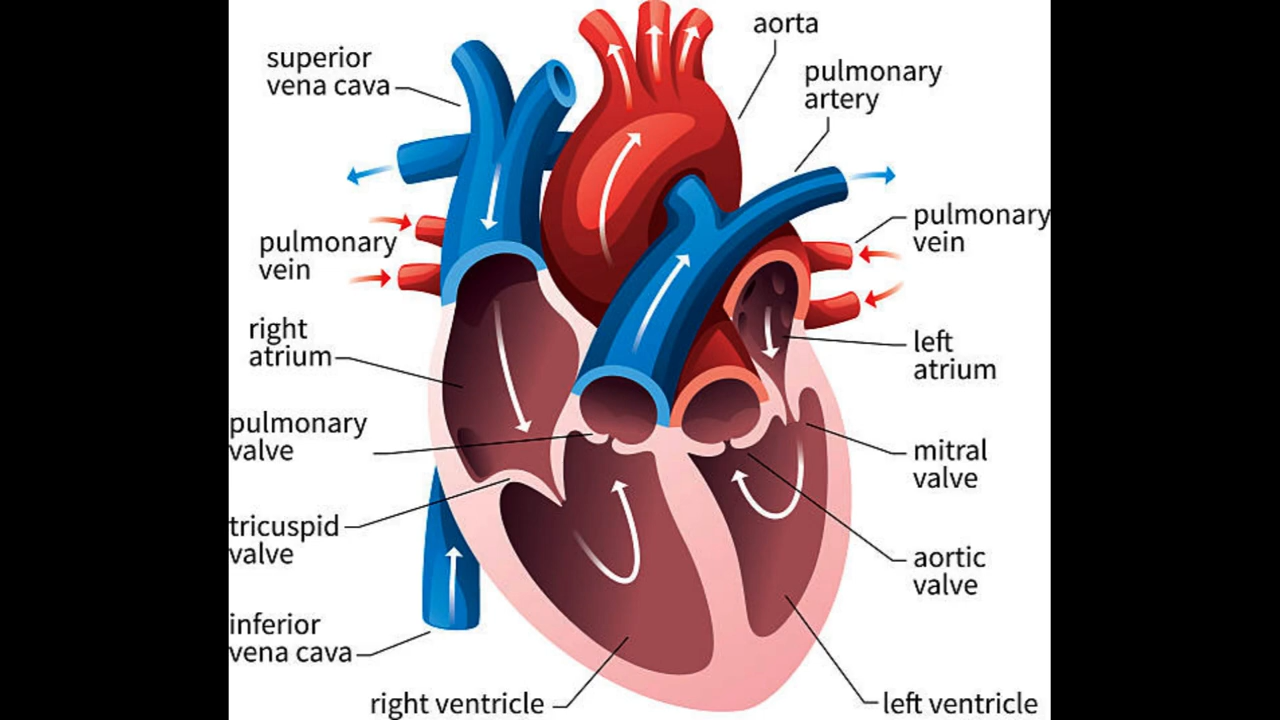 aorta
superior
vena cava
pulmonary
artery
pulmonary
vein
pulmonary
vein
right
atrium
left
atrium
pulmonary
valve
mitral
valve
tricuspid
valve
aortic
valve
inferior
vena cava
right ventricle
left ventricle